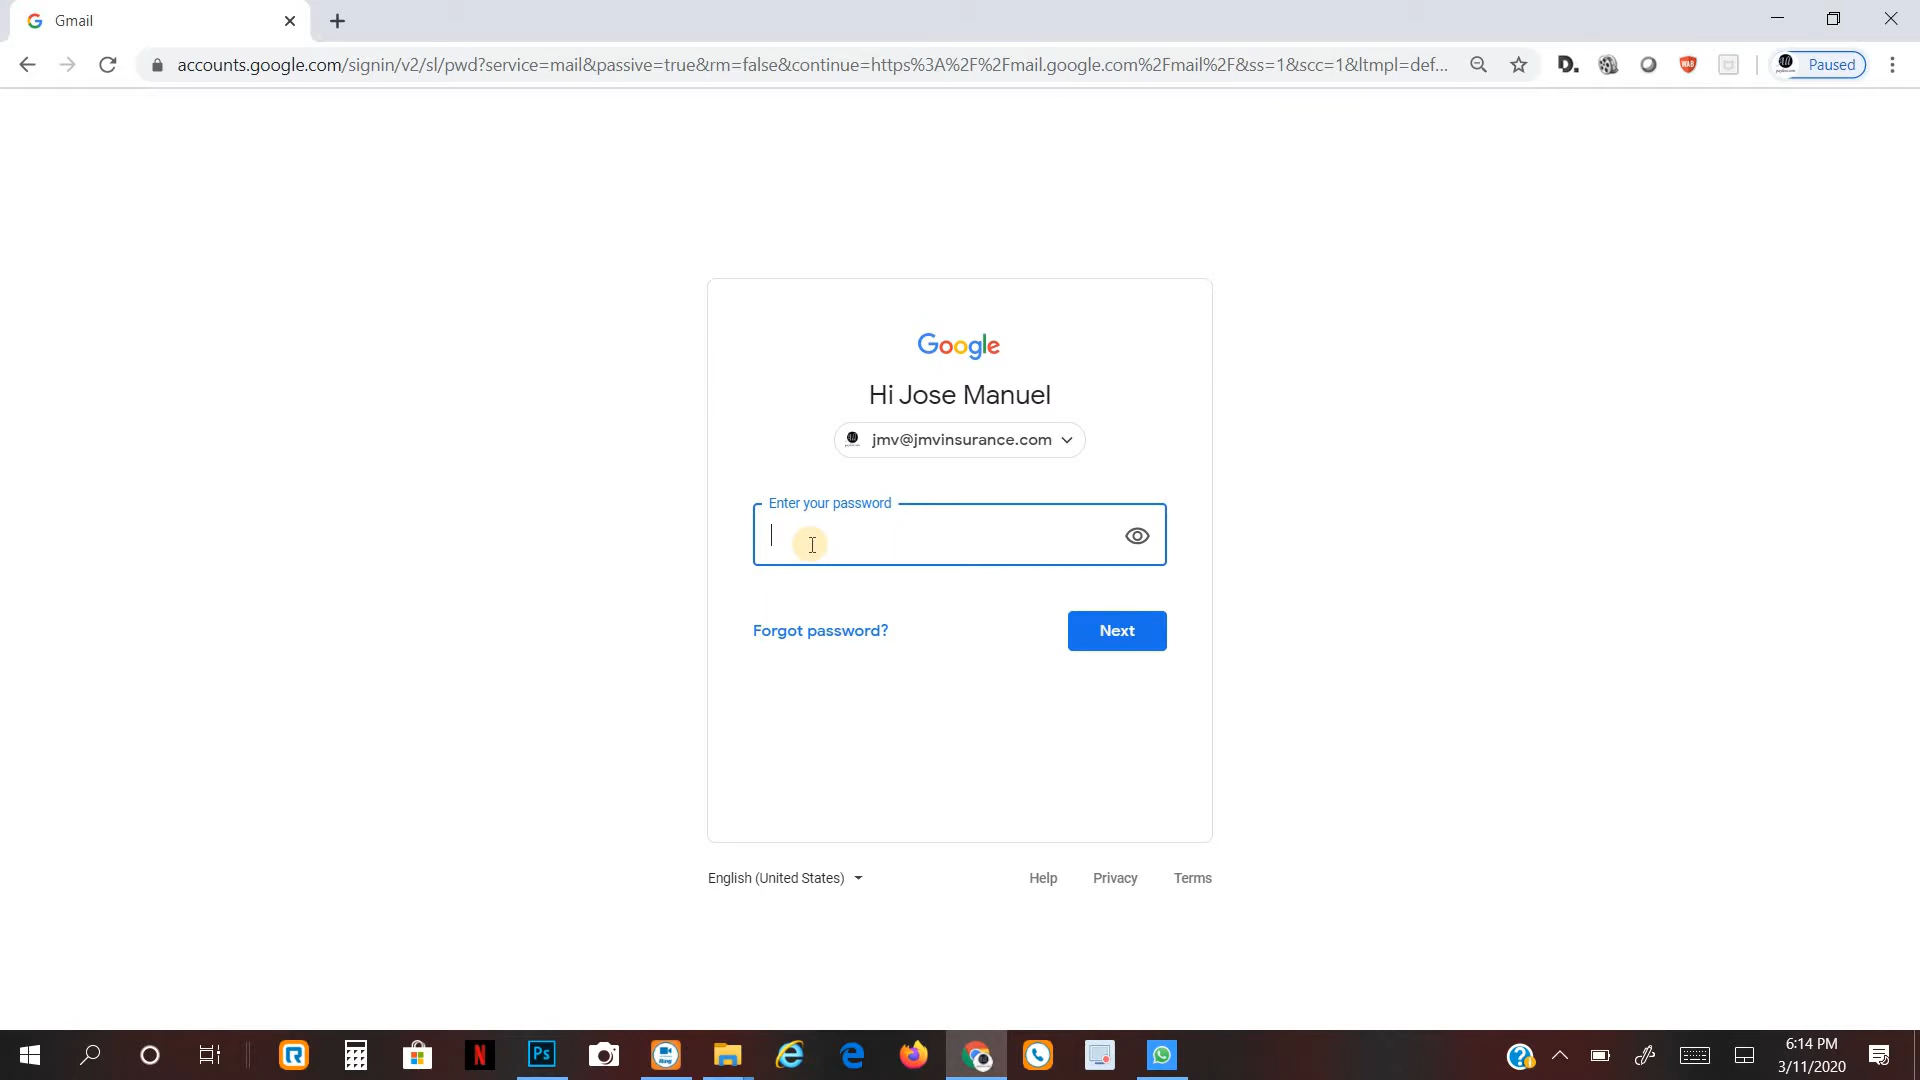 Gmail
accounts.google.com/signin/v2/sl/pwd?service=mail&passive=true&rm=false&continue=https%3A%2F%2Fmail.google.com%2Fmail%2F&ss=1&scc=1&ltmpl=def...
D.
WAB
Paused
Google
Hi Jose Manuel
jmv@jmvinsurance.com
Enter your password
Forgot password?
Next
English (United States)
Help
Privacy
Terms
N
Ps
6:14 PM
3/11/2020